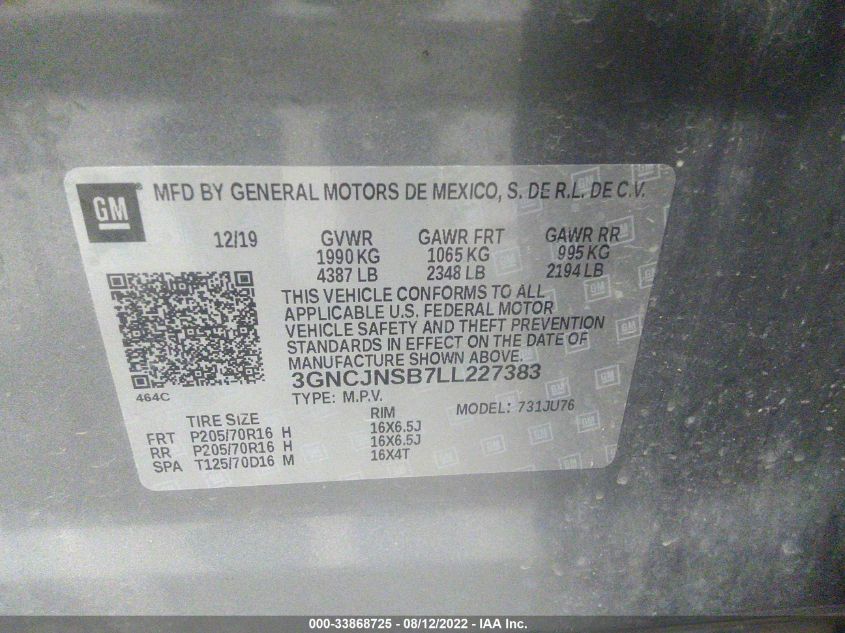 GM
MFD BY GENERAL MOTORS DE MEXICO, S. DE R.L. DE C.V.
12/19 GVWR GAWR FRT GAWR RR
1990 KG 1065 KG 995 KG
4387 LB 2348 LB 2194 LB
THIS VEHICLE CONFORMS TO ALL
APPLICABLE U.S. FEDERAL MOTOR
VEHICLE SAFETY AND THEFT PREVENTION
STANDARDS IN EFFECT ON THE DATE OF
MANUFACTURE SHOWN ABOVE.
3GNCJNSB7LL227383
464C
TYPE: M.P.V. MODEL: 731JU76
TIRE SIZE RIM
FRT P205/70R16 H 16X6.5J
RR P205/70R16 H 16X6.5J
SPA T125/70D16 M 16X4T
000-33868725 - 08/12/2022 - IAA Inc.